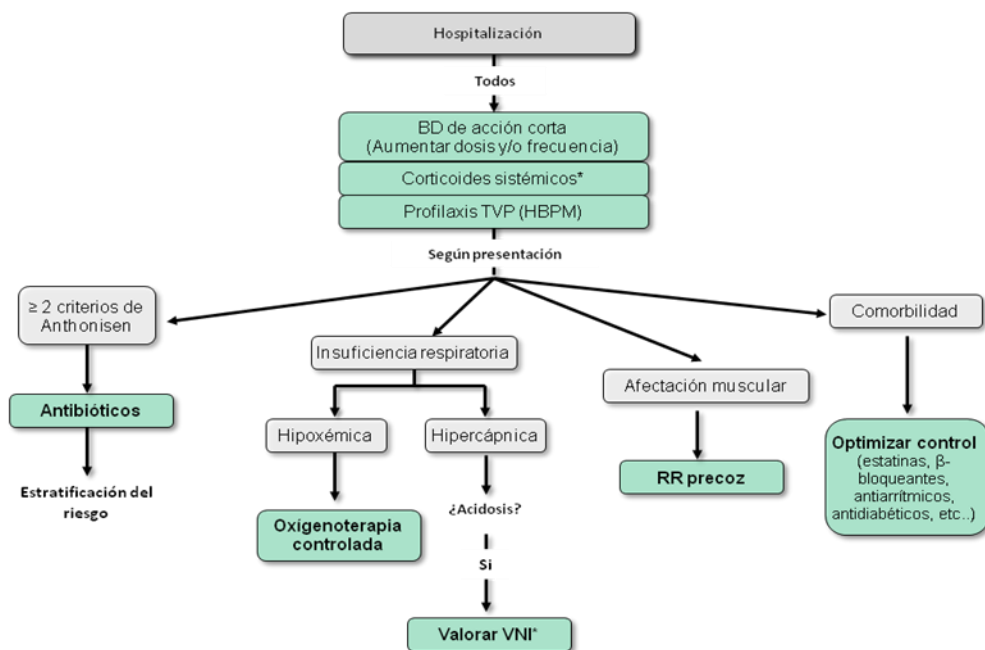 Hospitalización
Todos
BD de acción corta
(Aumentar dosis y/o frecuencia)
Corticoides sistémicos*
Profilaxis TVP (HBPM)
Según presentación
≥ 2 criterios de
Anthonisen
Antibióticos
Estratificación del
riesgo
Insuficiencia respiratoria
Hipoxémica
Oxígenoterapia
controlada
Hipercápnica
¿Acidosis?
Si
Valorar VNI*
Afectación muscular
RR precoz
Comorbilidad
Optimizar control
(estatinas, β-
bloqueantes,
antiarrítmicos,
antidiabéticos, etc..)